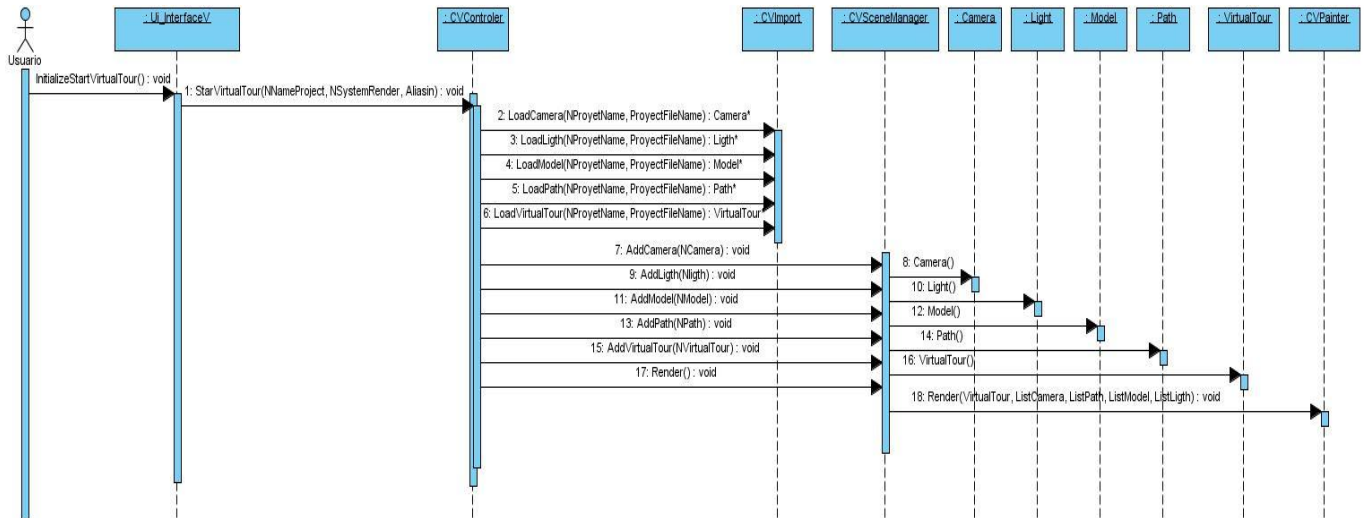 : Ui_InterfaceV
: CVControler
: CVImport
: CVSceneManager
: Camera
: Light
: Model
: Path
: VirtualTour
: CVPainter
Usuario
InitializeStartVirtualTour() : void
1: StarVirtualTour(NNameProject, NSystemRender, Aliasin) : void
2: LoadCamera(NProyetName, ProyectFileName) : Camera*
3: LoadLigth(NProyetName, ProyectFileName) : Ligth*
4: LoadModel(NProyetName, ProyectFileName) : Model*
5: LoadPath(NProyetName, ProyectFileName) : Path*
6: LoadVirtualTour(NProyetName, ProyectFileName) : VirtualTour
7: AddCamera(NCamera) : void
8: Camera()
9: AddLigth(Nligth) : void
10: Light()
11: AddModel(NModel) : void
12: Model()
13: AddPath(NPath) : void
14: Path()
15: AddVirtualTour(NVirtualTour) : void
16: VirtualTour()
17: Render() : void
18: Render(VirtualTour, ListCamera, ListPath, ListModel, ListLigth) : void